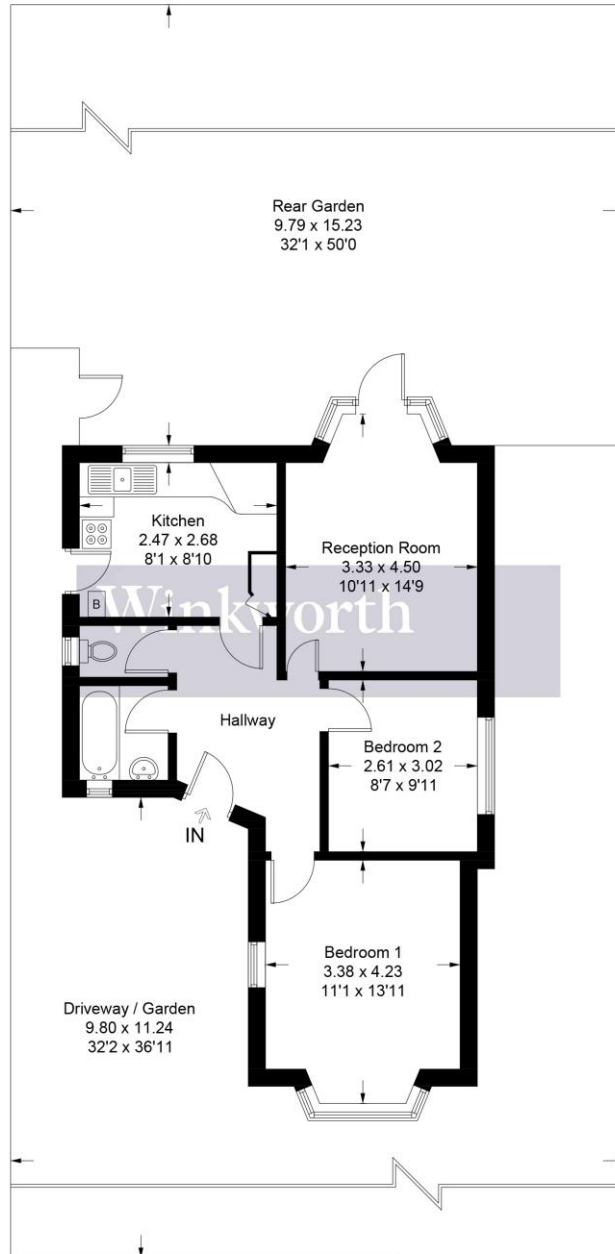 Rear Garden
9.79 x 15.23
32'1 x 50'0
Kitchen
2.47 x 2.68
8'1 x 8'10
Reception Room
3.33 x 4.50
10'11 x 14'9
B
Winkworth
Hallway
Bedroom 2
2.61 x 3.02
8'7 x 9'11
IN
Bedroom 1
3.38 x 4.23
11'1 x 13'11
Driveway / Garden
9.80 x 11.24
32'2 x 36'11